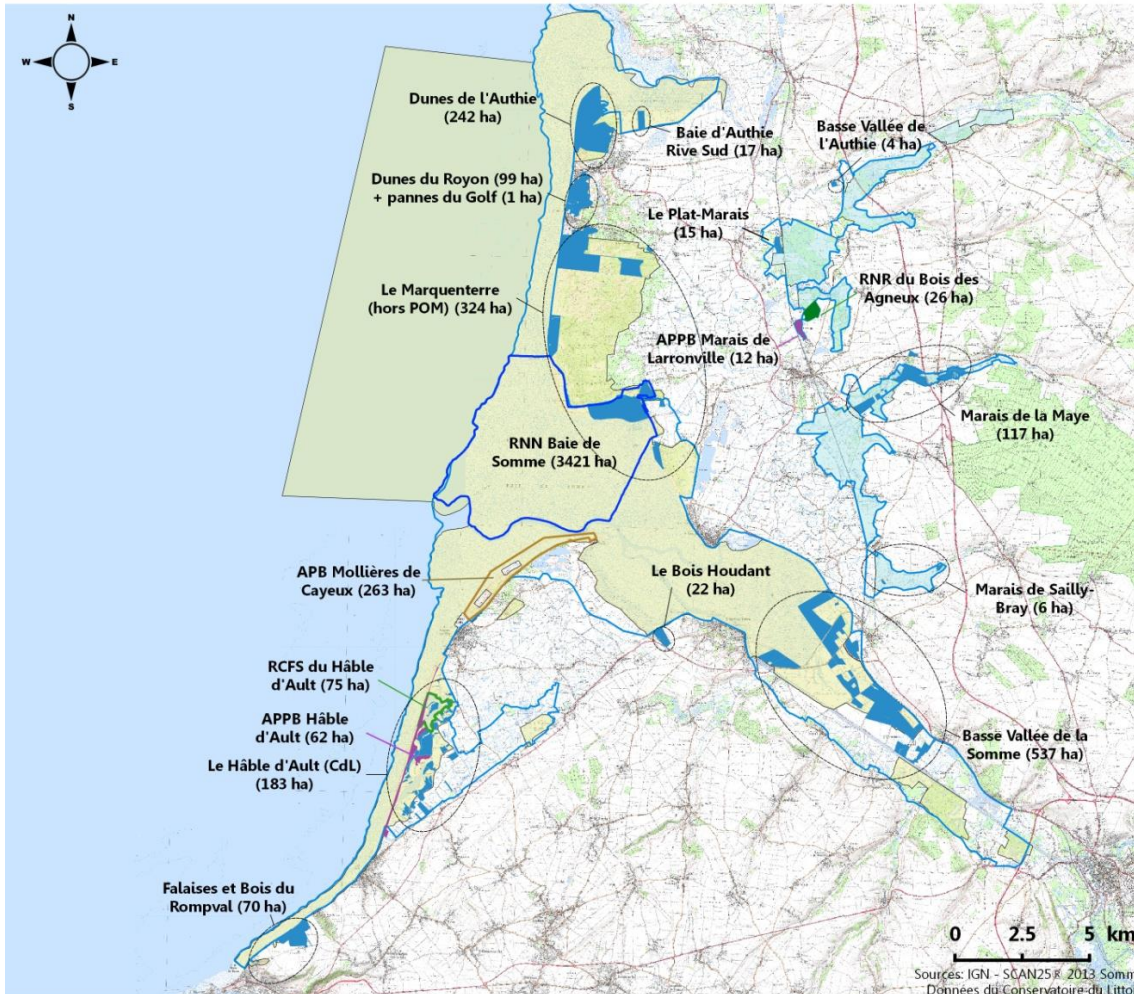 N
W
E
S
Dunes de l'Authie
(242 ha)
Baie d'Authie
Rive Sud (17 ha)
Basse Vallée de
l'Authie (4 ha)
Dunes du Royon (99 ha)
+ pannes du Golf (1 ha)
Le Plat-Marais
(15 ha)
RNR du Bois des
Agneux (26 ha)
Le Marquenterre
(hors POM) (324 ha)
APPB Marais de
Larronville (12 ha)
Marais de la Maye
(117 ha)
RNN Baie de
Somme (3421 ha)
APB Mollières de
Cayeux (263 ha)
Le Bois Houdant
(22 ha)
Marais de Sailly-
Bray (6 ha)
RCFS du Hâble
d'Ault (75 ha)
APPB Hâble
d'Ault (62 ha)
Le Hâble d'Ault (CdL)
(183 ha)
Basse Vallée de la
Somme (537 ha)
Falaises et Bois du
Rompval (70 ha)
0 2.5 5 km
Sources: IGN - SCAN25® 2013 Somm
Données du Conservatoire du Litto